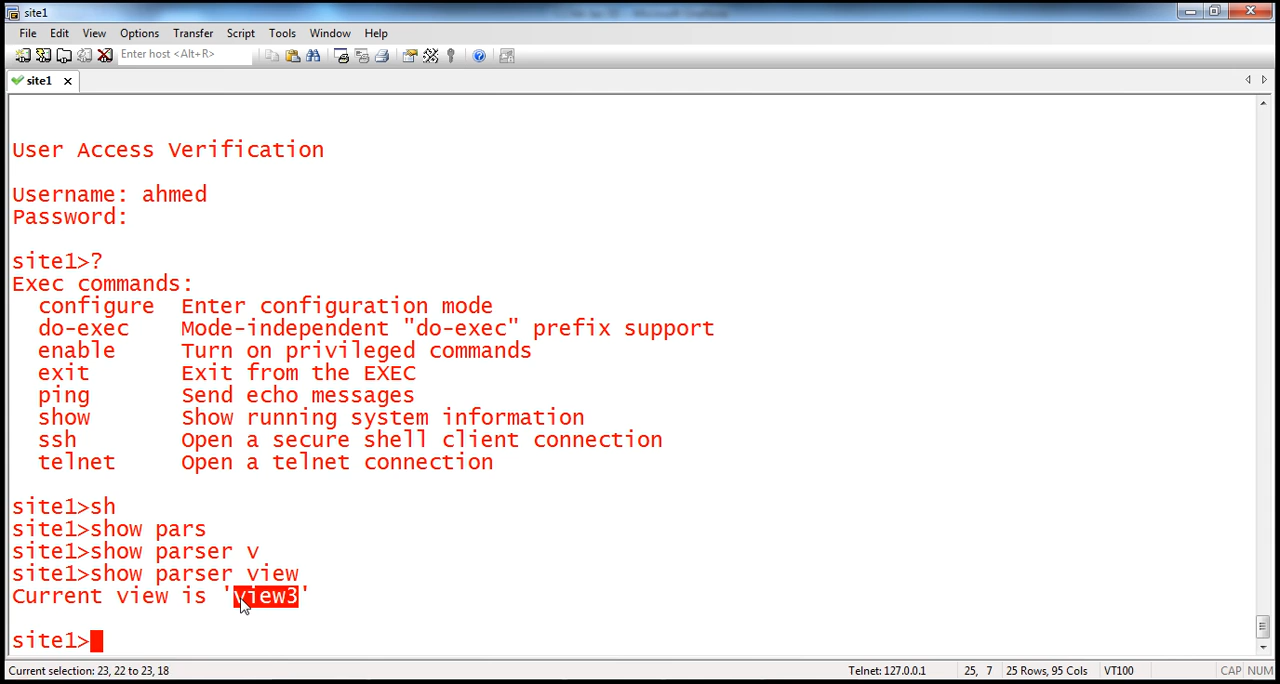 site1
File Edit View Options Transfer Script Tools Window Help
Enter host <Alt+R>
site1
User Access Verification
Username: ahmed
Password:
site1>?
Exec commands:
configure Enter configuration mode
do-exec Mode-independent "do-exec" prefix support
enable Turn on privileged commands
exit Exit from the EXEC
ping Send echo messages
show Show running system information
ssh Open a secure shell client connection
telnet Open a telnet connection
site1>sh
site1>show pars
site1>show parser v
site1>show parser view
Current view is 'view3'
site1>
Current selection: 23, 22 to 23, 18 Telnet: 127.0.0.1 25, 7 25 Rows, 95 Cols VT100 CAP NUM